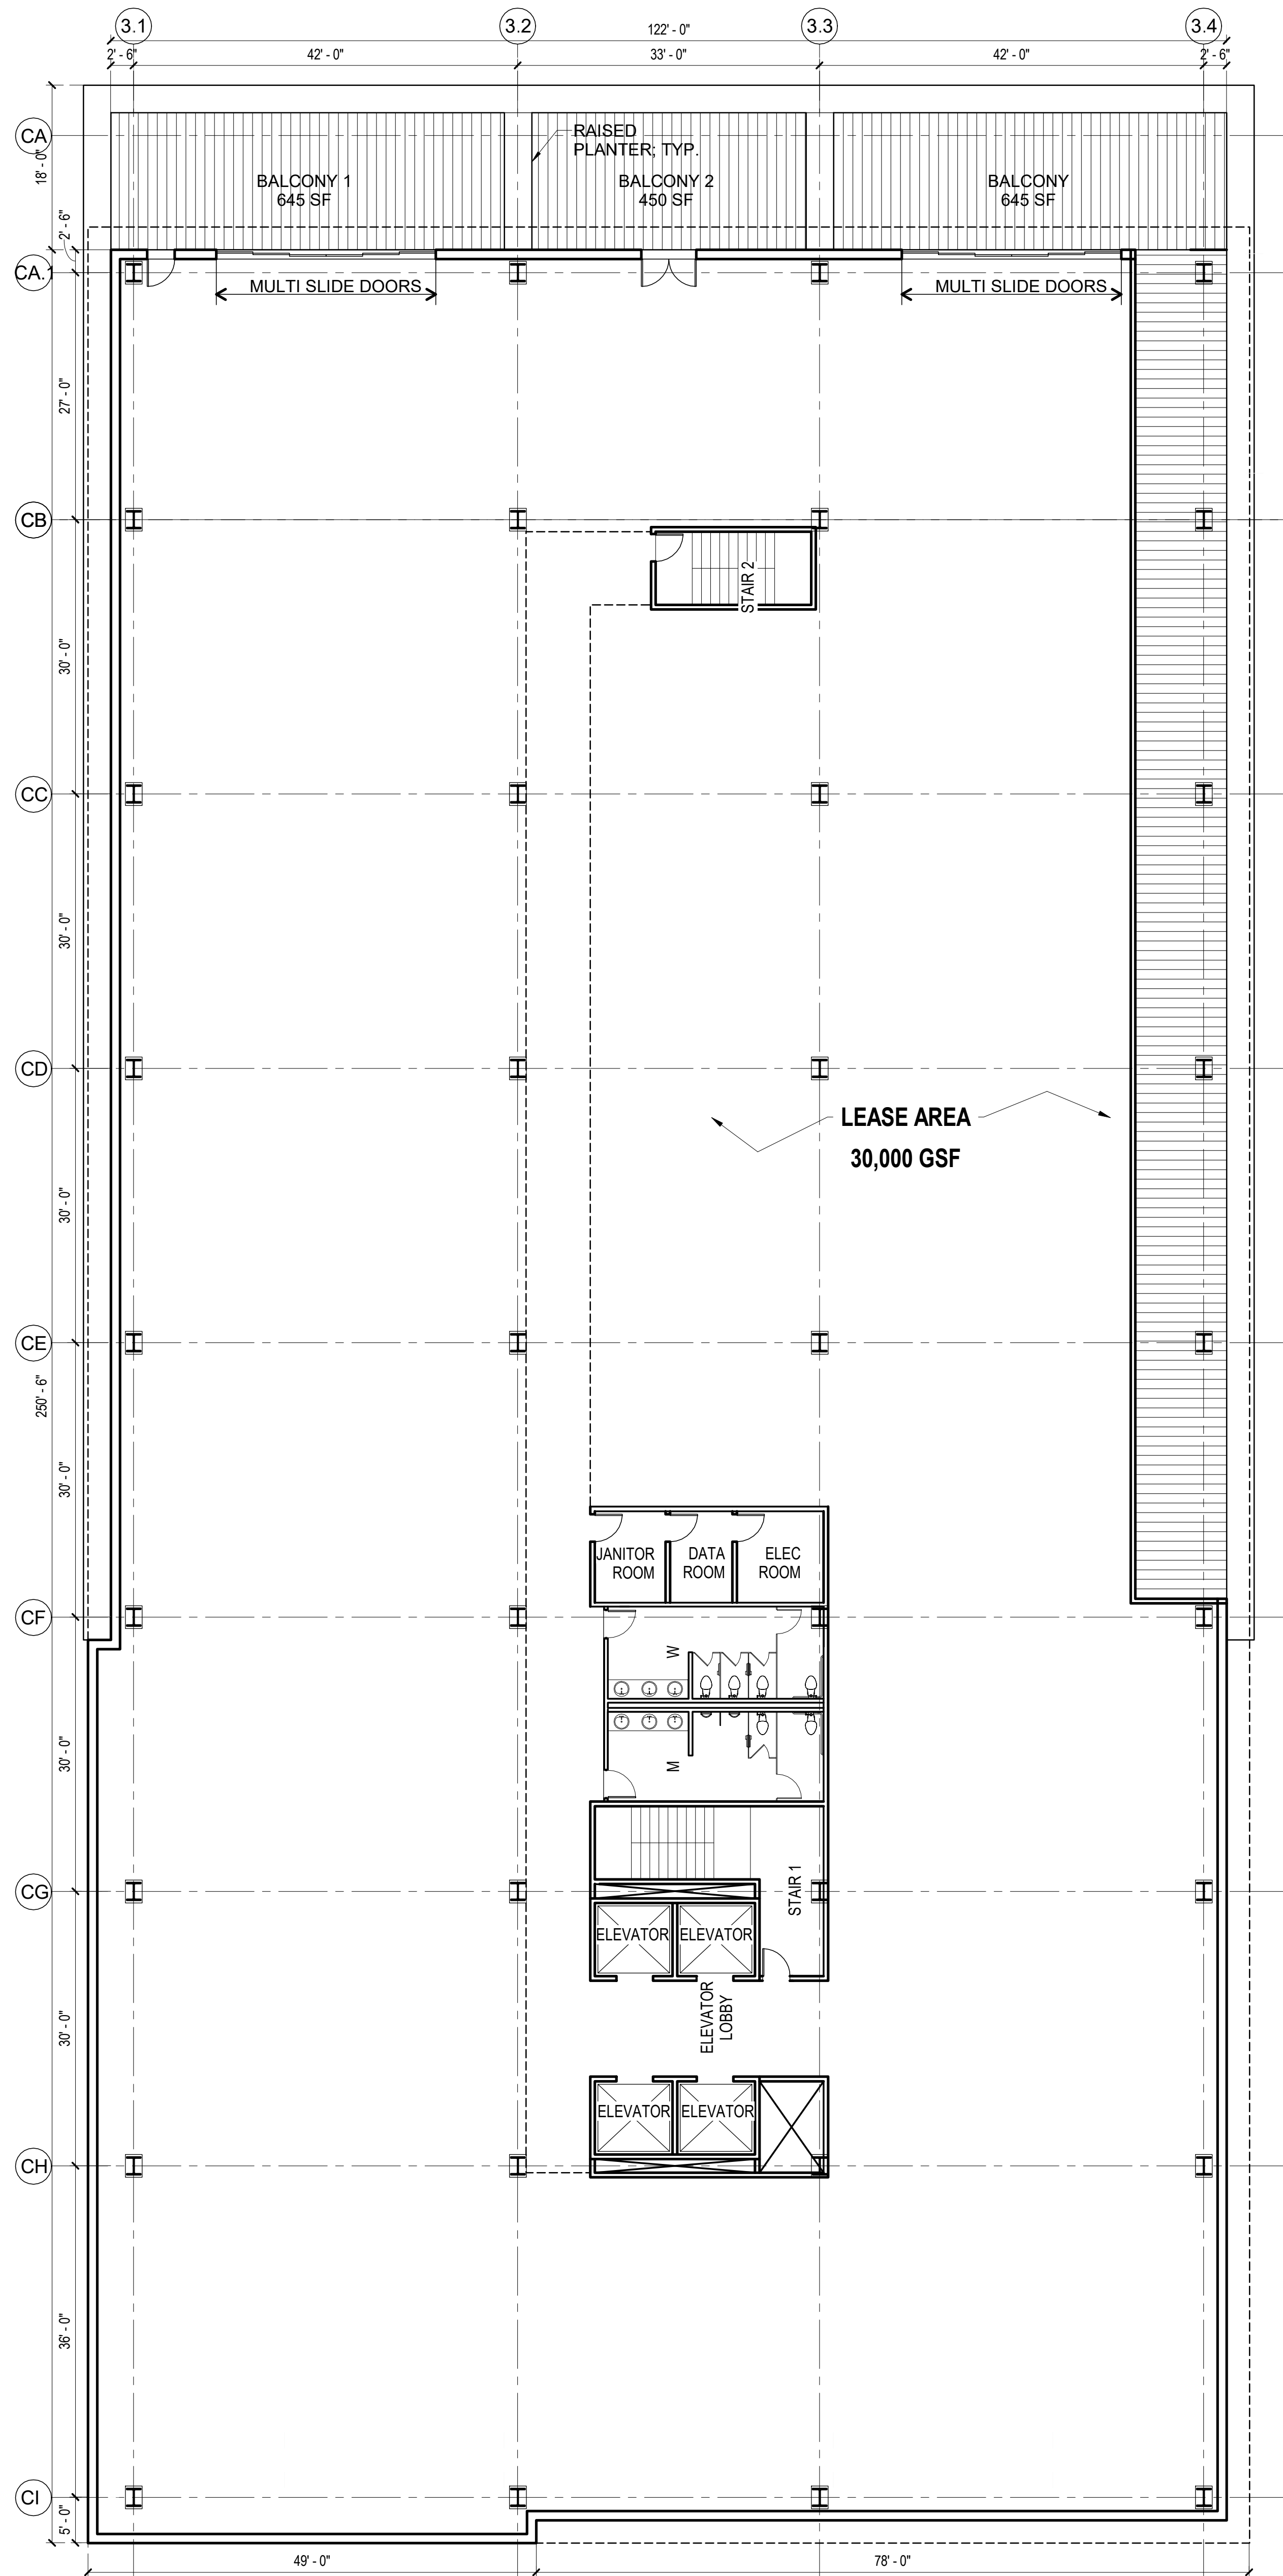 3.1
3.2
3.3
3.4
122' - 0"
2' - 6"
42' - 0"
33' - 0"
42' - 0"
2' - 6"
CA
18' - 0"
RAISED
PLANTER; TYP.
BALCONY 1
645 SF
BALCONY 2
450 SF
BALCONY
645 SF
2' - 6"
CA.1
MULTI SLIDE DOORS
MULTI SLIDE DOORS
27' - 0"
CB
STAIR 2
30' - 0"
CC
30' - 0"
CD
LEASE AREA
30,000 GSF
30' - 0"
CE
250' - 6"
30' - 0"
JANITOR
ROOM
DATA
ROOM
ELEC
ROOM
CF
W
30' - 0"
M
STAIR 1
CG
ELEVATOR
ELEVATOR
ELEVATOR
LOBBY
30' - 0"
ELEVATOR
ELEVATOR
CH
36' - 0"
CI
5' - 0"
49' - 0"
78' - 0"